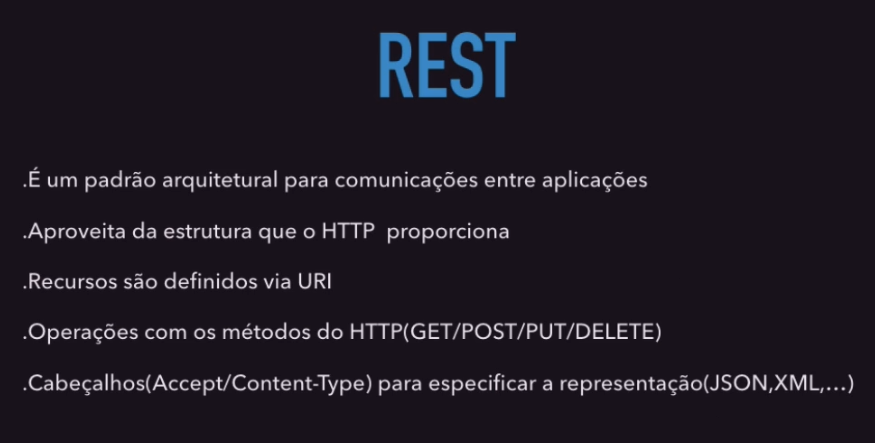 REST
.É um padrão arquitetural para comunicações entre aplicações
.Aproveita da estrutura que o HTTP  proporciona
.Recursos são definidos via URI
.Operações com os métodos do HTTP(GET/POST/PUT/DELETE)
.Cabeçalhos(Accept/Content-Type) para especificar a representação(JSON,XML,...)